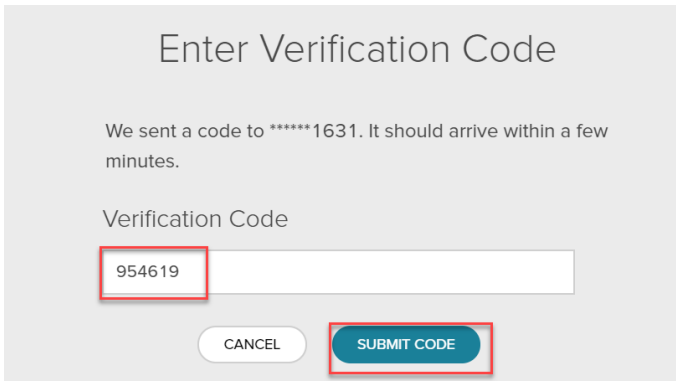 Enter Verification Code
We sent a code to ******1631. It should arrive within a few
minutes.
Verification Code
954619
CANCEL
SUBMIT CODE